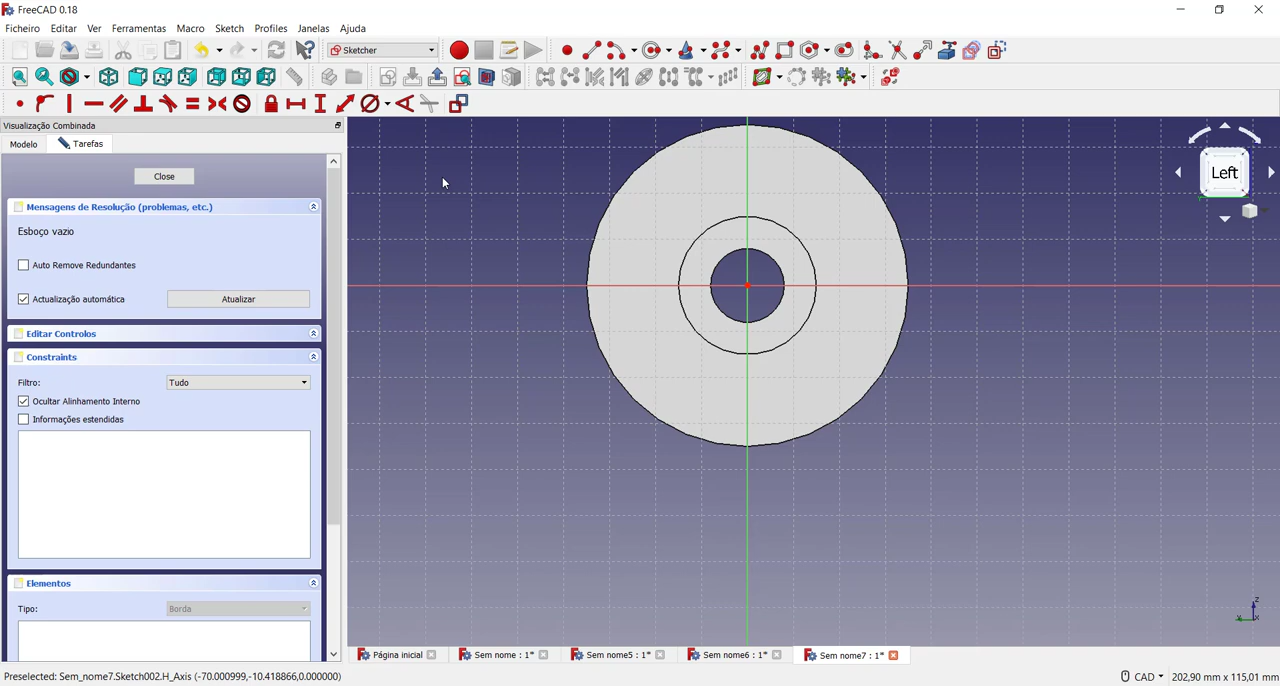 FreeCAD 0.18
Ficheiro Editar Ver Ferramentas Macro Sketch Profiles Janelas Ajuda
Sketcher
Visualização Combinada
Modelo Tarefas
Close
Mensagens de Resolução (problemas, etc.)
Esboço vazio
Auto Remove Redundantes
Actualização automática Atualizar
Editar Controlos
Constraints
Filtro: Tudo
Ocultar Alinhamento Interno
Informações estendidas
Elementos
Tipo: Borda
Left
Z
Y X
Página inicial Sem nome : 1* Sem nome5 : 1* Sem nome6 : 1* Sem nome7 : 1*
Preselected: Sem_nome7.Sketch002.H_Axis (-70.000999,-10.418866,0.000000) CAD 202,90 mm x 115,01 mm